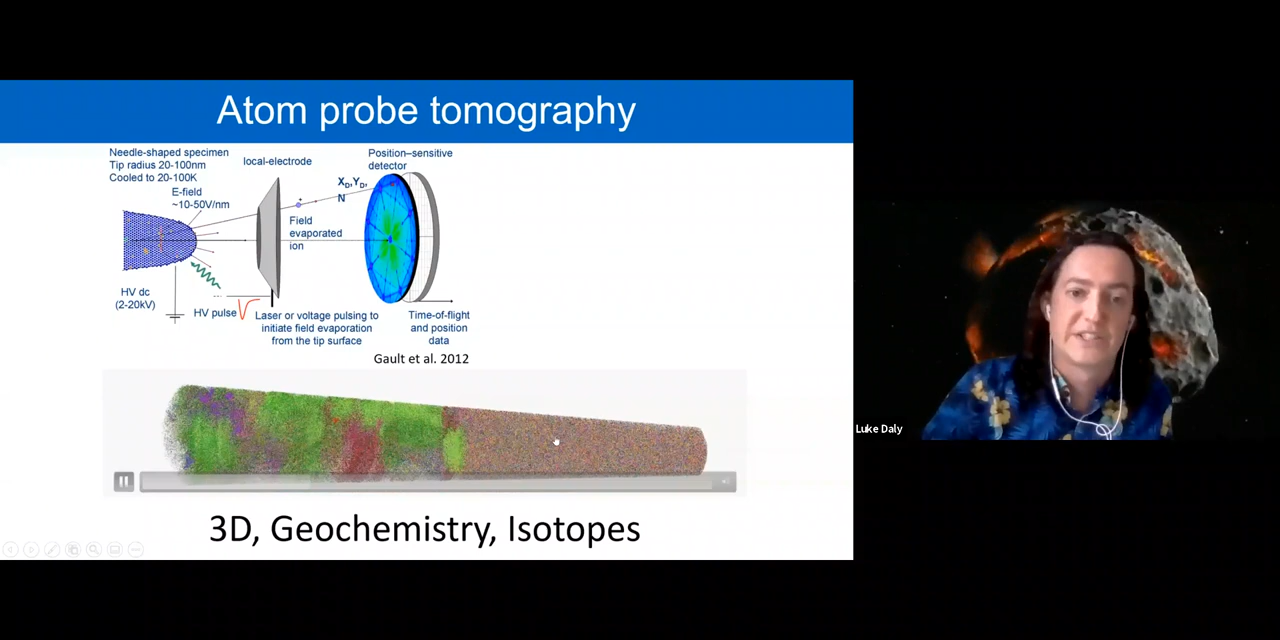 Atom probe tomography
Needle-shaped specimen
Tip radius 20-100nm
Cooled to 20-100K
E-field
~10-50V/nm
local-electrode
Position–sensitive
detector
X_D,Y_D,
N
Field
evaporated
ion
HV dc
(2-20kV)
HV pulse
Laser or voltage pulsing to
initiate field evaporation
from the tip surface
Time-of-flight
and position
data
Gault et al. 2012
3D, Geochemistry, Isotopes
Luke Daly